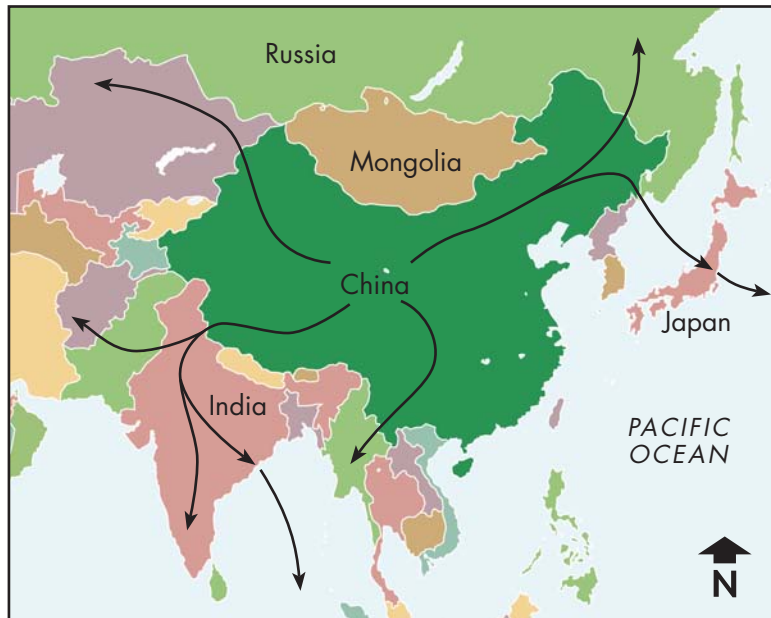 Russia
Mongolia
China
Japan
India
PACIFIC
OCEAN
N